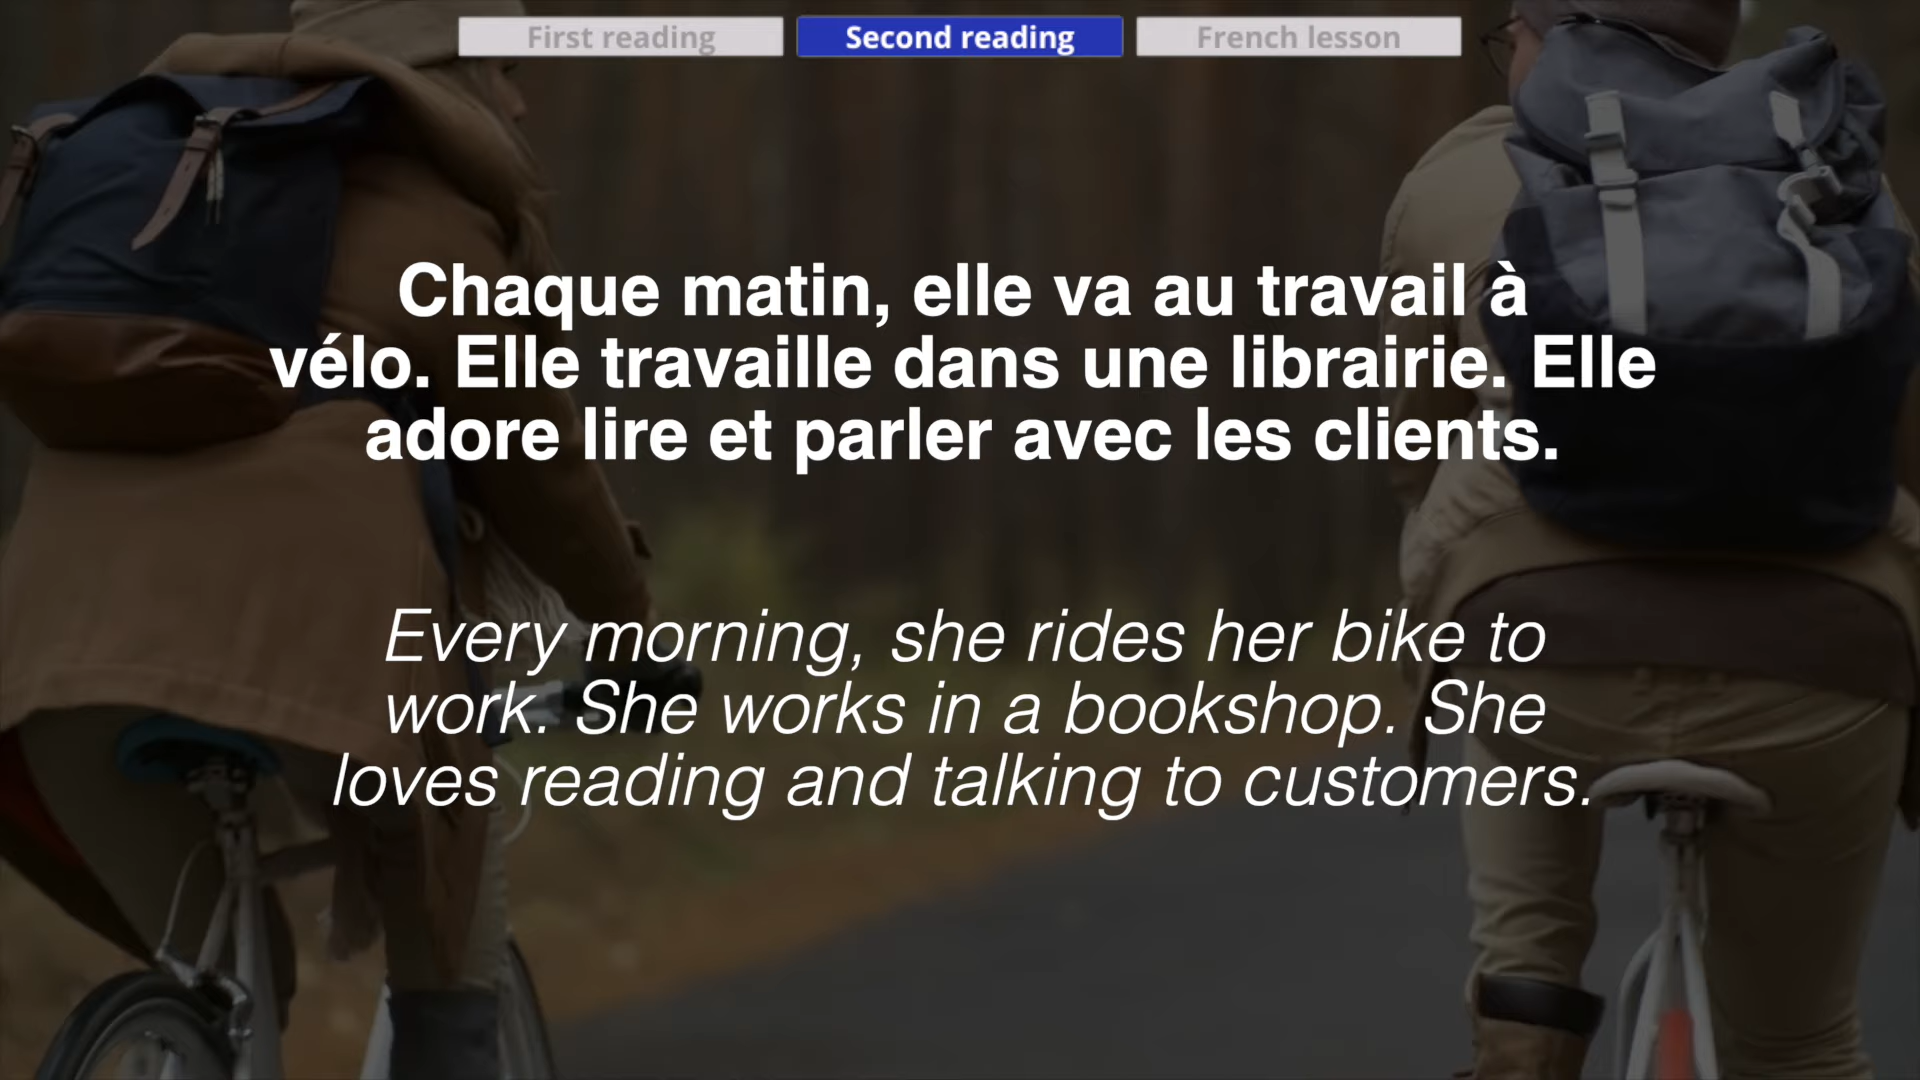 First reading
Second reading
French lesson
Chaque matin, elle va au travail à
vélo. Elle travaille dans une librairie. Elle
adore lire et parler avec les clients.
Every morning, she rides her bike to
work. She works in a bookshop. She
loves reading and talking to customers.